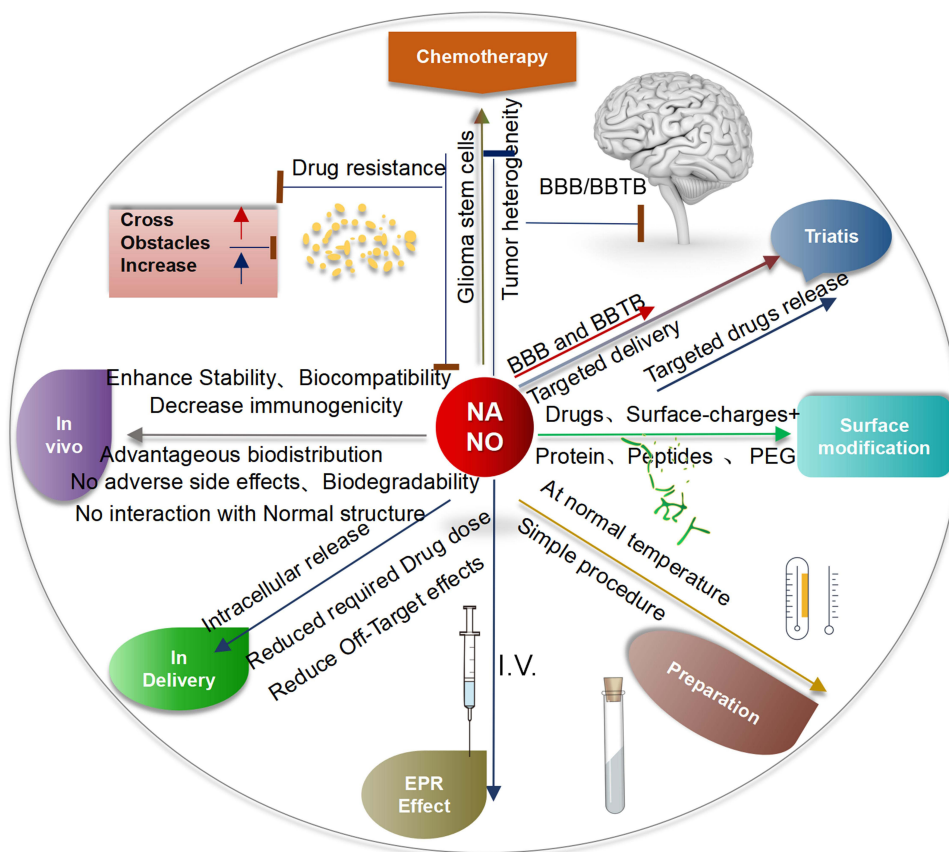 Chemotherapy
Drug resistance
Glioma stem cells
Tumor heterogeneity
BBB/BBTB
Cross
Obstacles
Increase
Triatis
BBB and BBTB
Targeted delivery
Targeted drugs release
Enhance Stability、Biocompatibility
Decrease immunogenicity
In
vivo
NA
NO
Drugs、Surface-charges+
Protein、Peptides 、PEG
Surface
modification
Advantageous biodistribution
No adverse side effects、Biodegradability
No interaction with Normal structure
At normal temperature
Simple procedure
Preparation
Intracellular release
Reduced required Drug dose
Reduce Off-Target effects
In
Delivery
I.V.
EPR
Effect